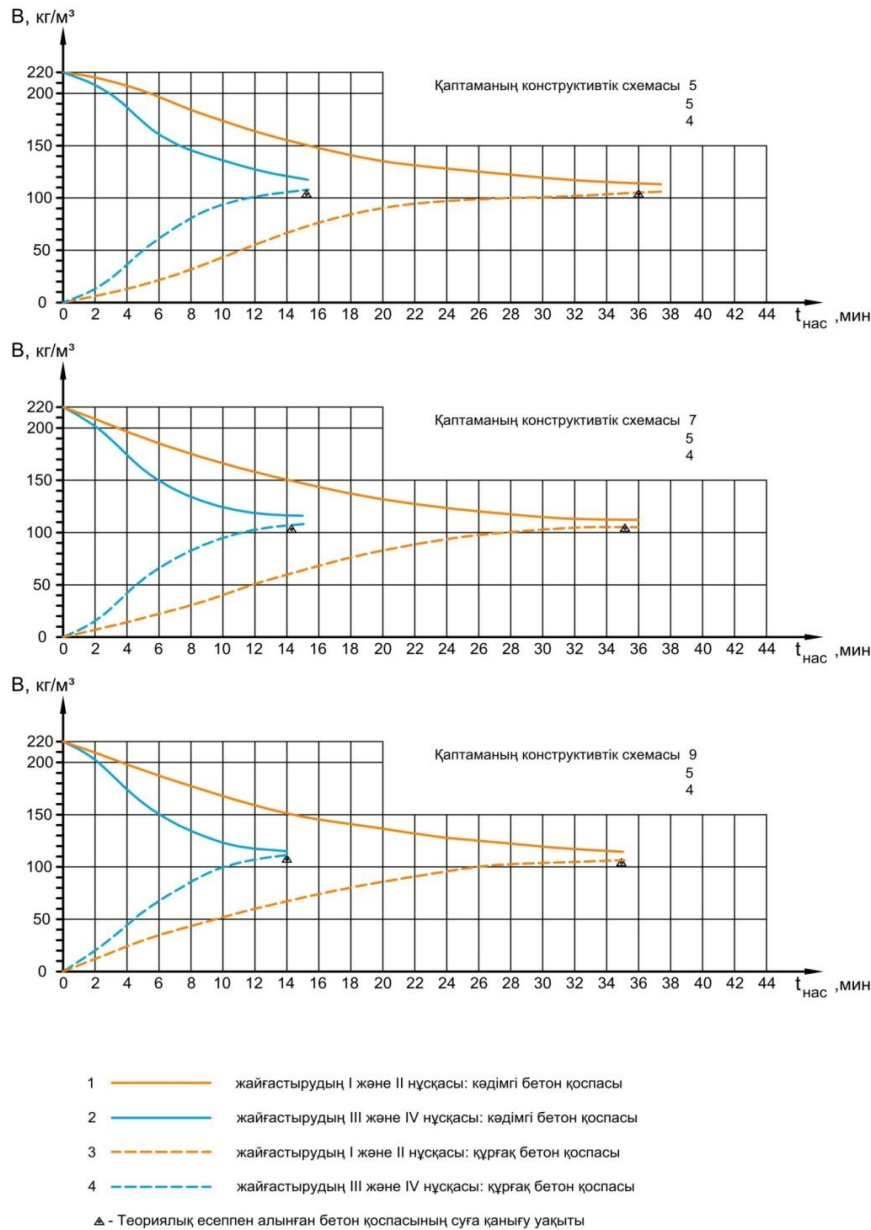 В, кг/м³
220
200
150
100
50
0
Қаптаманың конструктивтік схемасы 5
5
4
0 2 4 6 8 10 12 14 16 18 20 22 24 26 28 30 32 34 36 38 40 42 44
tнас ,мин
В, кг/м³
220
200
150
100
50
0
Қаптаманың конструктивтік схемасы 7
5
4
0 2 4 6 8 10 12 14 16 18 20 22 24 26 28 30 32 34 36 38 40 42 44
tнас ,мин
В, кг/м³
220
200
150
100
50
0
Қаптаманың конструктивтік схемасы 9
5
4
0 2 4 6 8 10 12 14 16 18 20 22 24 26 28 30 32 34 36 38 40 42 44
tнас ,мин
1 жайғастырудың I және II нұсқасы: кәдімгі бетон қоспасы
2 жайғастырудың III және IV нұсқасы: кәдімгі бетон қоспасы
3 жайғастырудың I және II нұсқасы: құрғақ бетон қоспасы
4 жайғастырудың III және IV нұсқасы: құрғақ бетон қоспасы
- Теориялық есеппен алынған бетон қоспасының суға қанығу уақыты